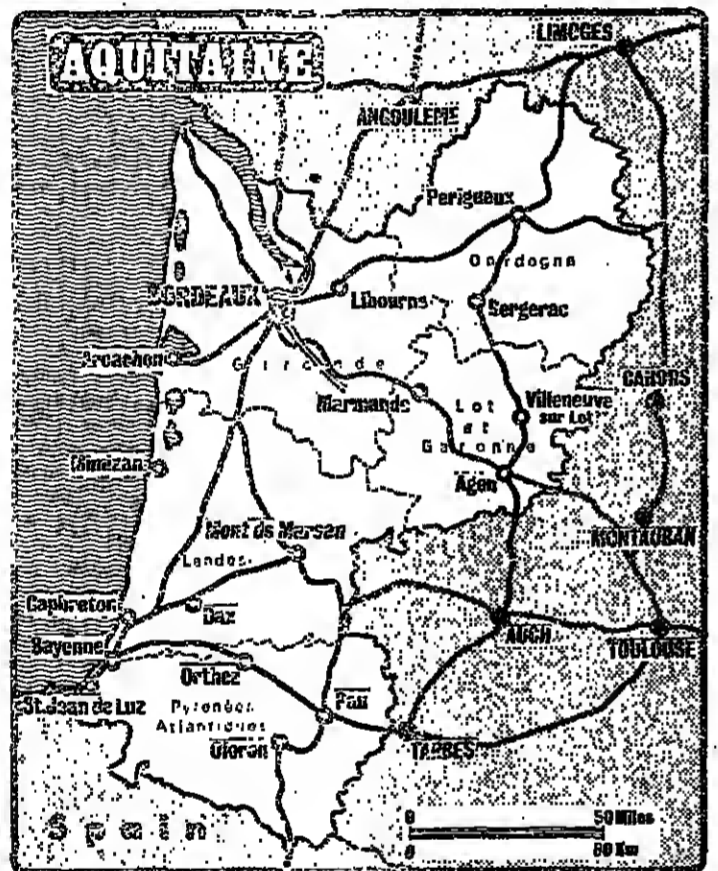 AQUITAINE
LIMOGES
ANGOULEME
Perigueux
Dordogne
BORDEAUX
Libourne
Bergerac
Arcachon
Gironde
CAHORS
Marmande
Villeneuve
sur Lot
Lot
et
Garonne
Mimizan
Agen
Mont de Marsan
MONTAUBAN
Landes
Capbreton
Dax
Bayonne
AUCH
TOULOUSE
Orthez
St. Jean de Luz
Pyrenées
Atlantiques
Pau
Oloron
TARBES
Spain
0 50 Miles
0 80 Km